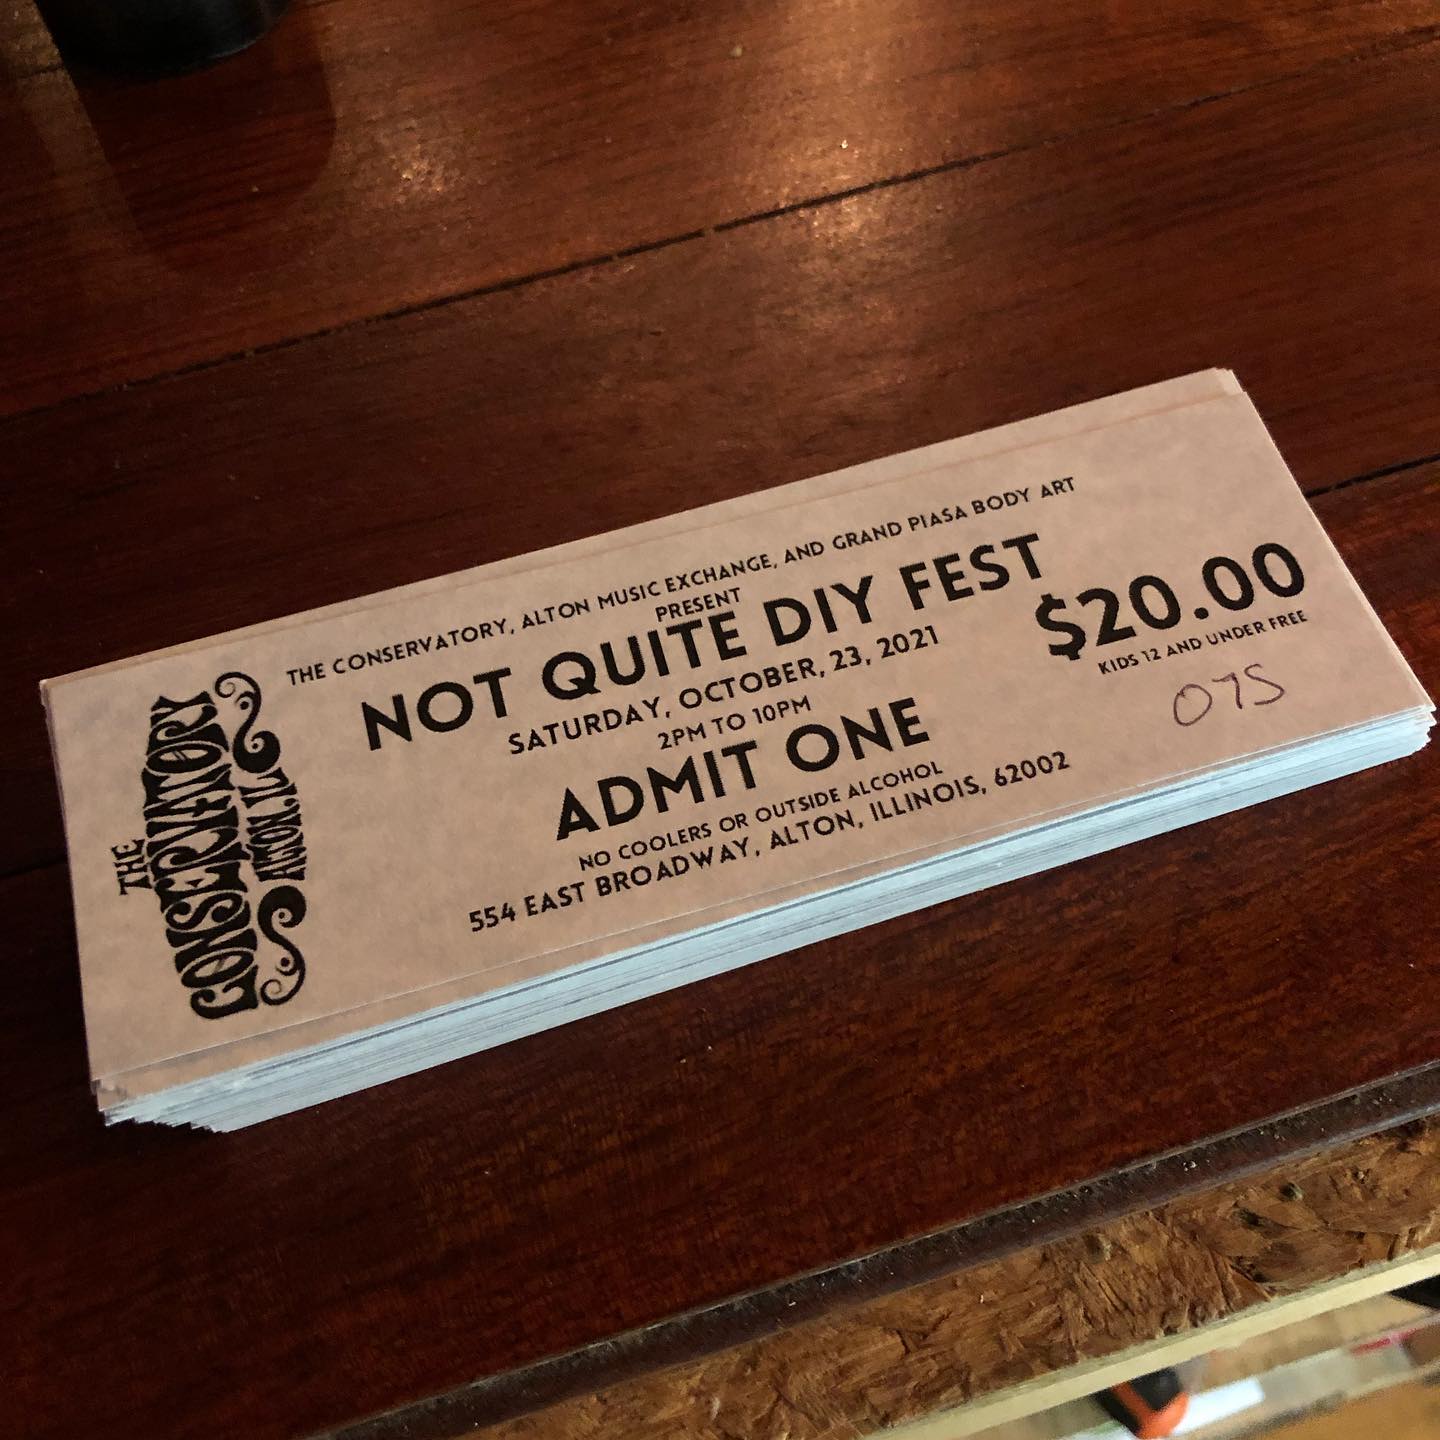 THE CONSERVATORY, ALTON MUSIC EXCHANGE, AND GRAND PIASA BODY ART
PRESENT
NOT QUITE DIY FEST
SATURDAY, OCTOBER, 23, 2021
2PM TO 10PM
ADMIT ONE
NO COOLERS OR OUTSIDE ALCOHOL
554 EAST BROADWAY, ALTON, ILLINOIS, 62002
$20.00
KIDS 12 AND UNDER FREE
075
THE
CONSERVATORY
ALTON, IL